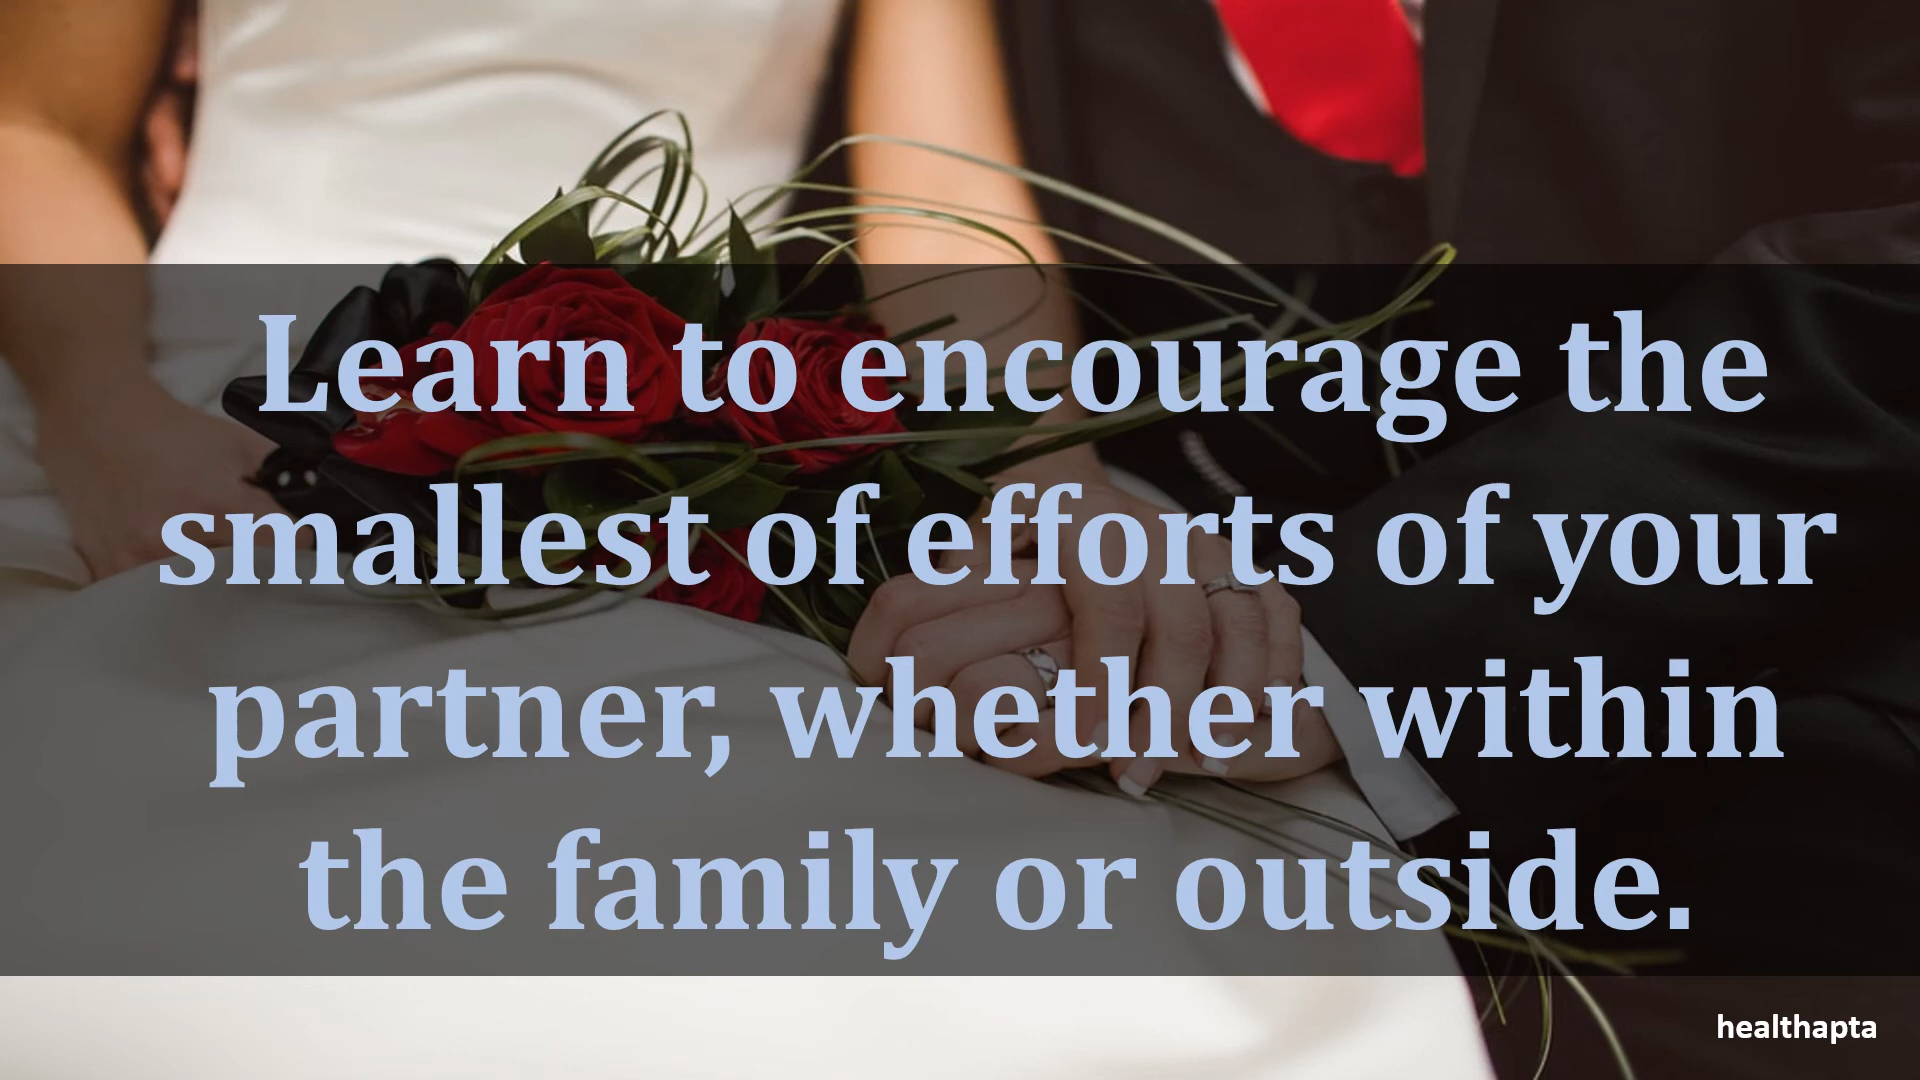 Learn to encourage the
smallest of efforts of your
partner, whether within
the family or outside.
healthapta